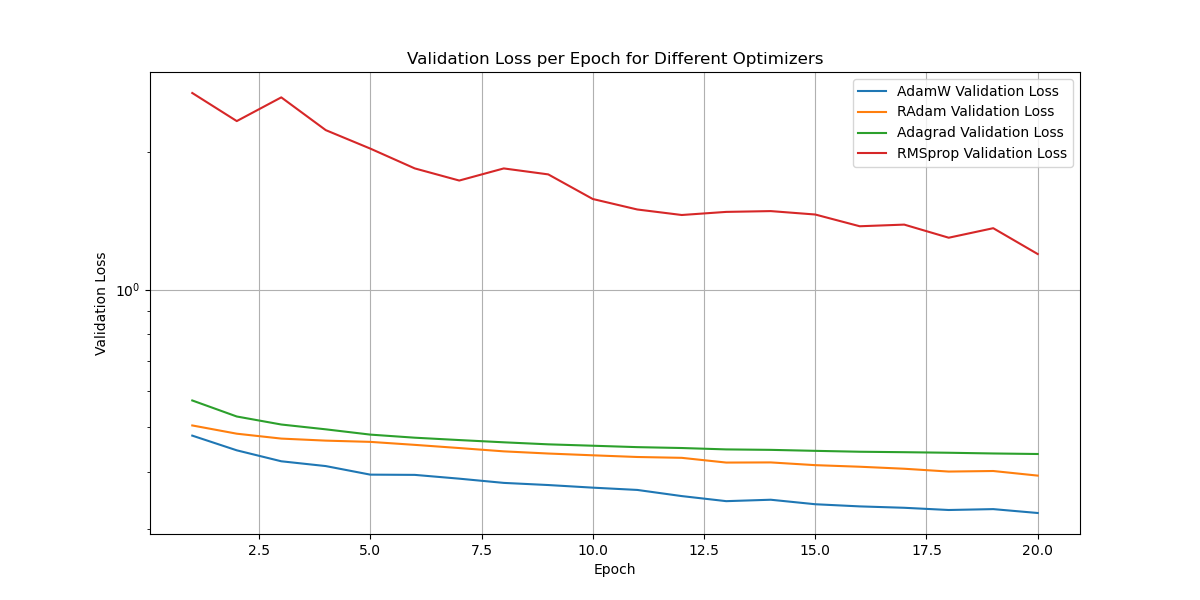 Validation Loss per Epoch for Different Optimizers
AdamW Validation Loss
RAdam Validation Loss
Adagrad Validation Loss
RMSprop Validation Loss
Validation Loss
10⁰
2.5 5.0 7.5 10.0 12.5 15.0 17.5 20.0
Epoch